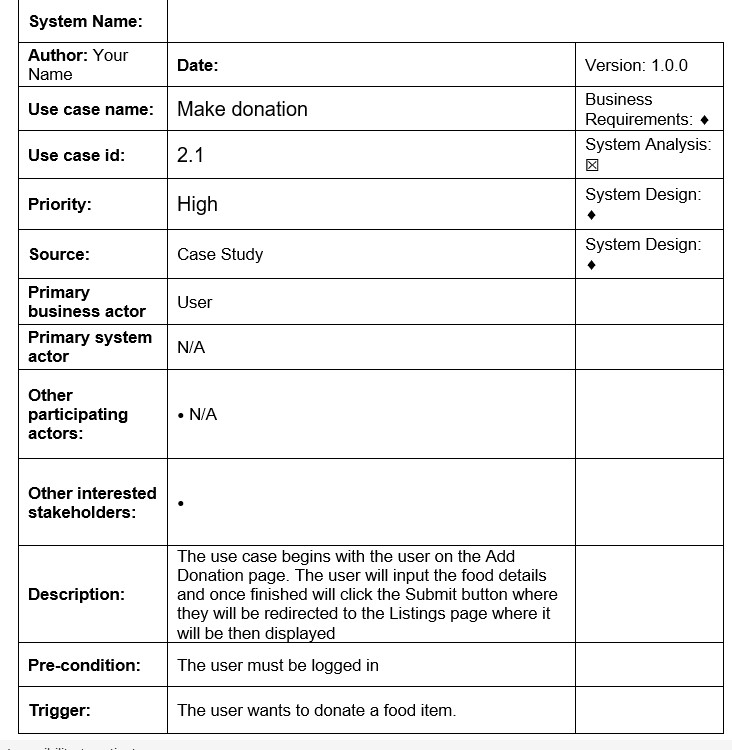 System Name:
Author: Your
Name
Date:
Version: 1.0.0
Use case name:
Make donation
Business
Requirements: ♦
Use case id:
2.1
System Analysis:
☒
Priority:
High
System Design:
♦
Source:
Case Study
System Design:
♦
Primary
business actor
User
Primary system
actor
N/A
Other
participating
actors:
• N/A
Other interested
stakeholders:
•
Description:
The use case begins with the user on the Add
Donation page. The user will input the food details
and once finished will click the Submit button where
they will be redirected to the Listings page where it
will be then displayed
Pre-condition:
The user must be logged in
Trigger:
The user wants to donate a food item.